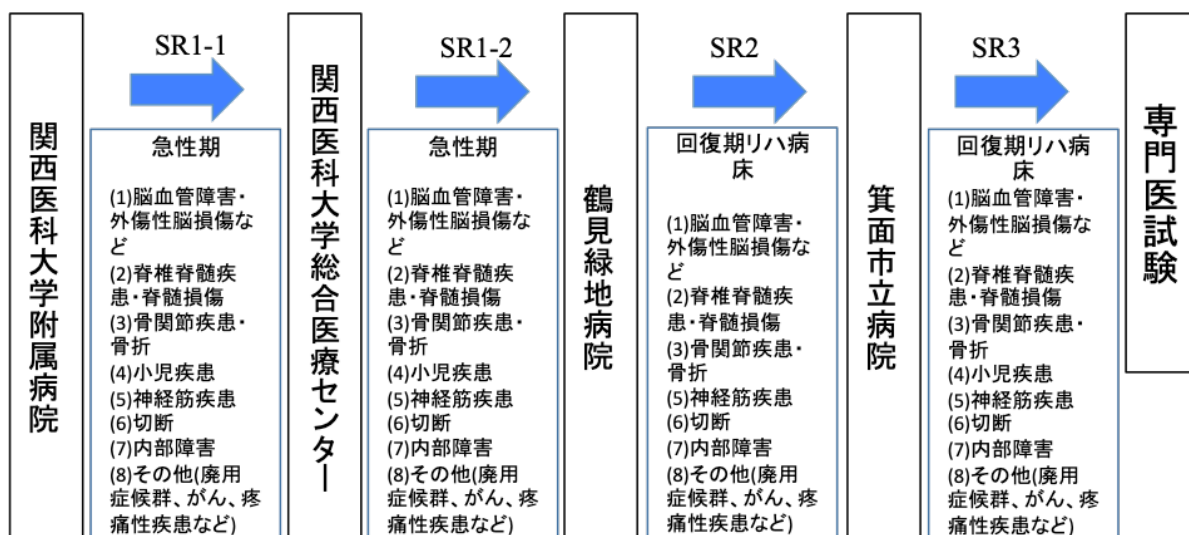 関西医科大学附属病院
SR1-1
急性期
(1)脳血管障害・
外傷性脳損傷な
ど
(2)脊椎脊髄疾
患・脊髄損傷
(3)骨関節疾患・
骨折
(4)小児疾患
(5)神経筋疾患
(6)切断
(7)内部障害
(8)その他(廃用
症候群、がん、疼
痛性疾患など)
関西医科大学総合医療センター
SR1-2
急性期
(1)脳血管障害・
外傷性脳損傷な
ど
(2)脊椎脊髄疾
患・脊髄損傷
(3)骨関節疾患・
骨折
(4)小児疾患
(5)神経筋疾患
(6)切断
(7)内部障害
(8)その他(廃用
症候群、がん、疼
痛性疾患など)
鶴見緑地病院
SR2
回復期リハ病
床
(1)脳血管障害・
外傷性脳損傷な
ど
(2)脊椎脊髄疾
患・脊髄損傷
(3)骨関節疾患・
骨折
(5)神経筋疾患
(6)切断
(7)内部障害
(8)その他(廃用
症候群、がん、疼
痛性疾患など)
箕面市立病院
SR3
回復期リハ病
床
(1)脳血管障害・
外傷性脳損傷な
ど
(2)脊椎脊髄疾
患・脊髄損傷
(3)骨関節疾患・
骨折
(4)小児疾患
(5)神経筋疾患
(6)切断
(7)内部障害
(8)その他(廃用
症候群、がん、疼
痛性疾患など)
専門医試験